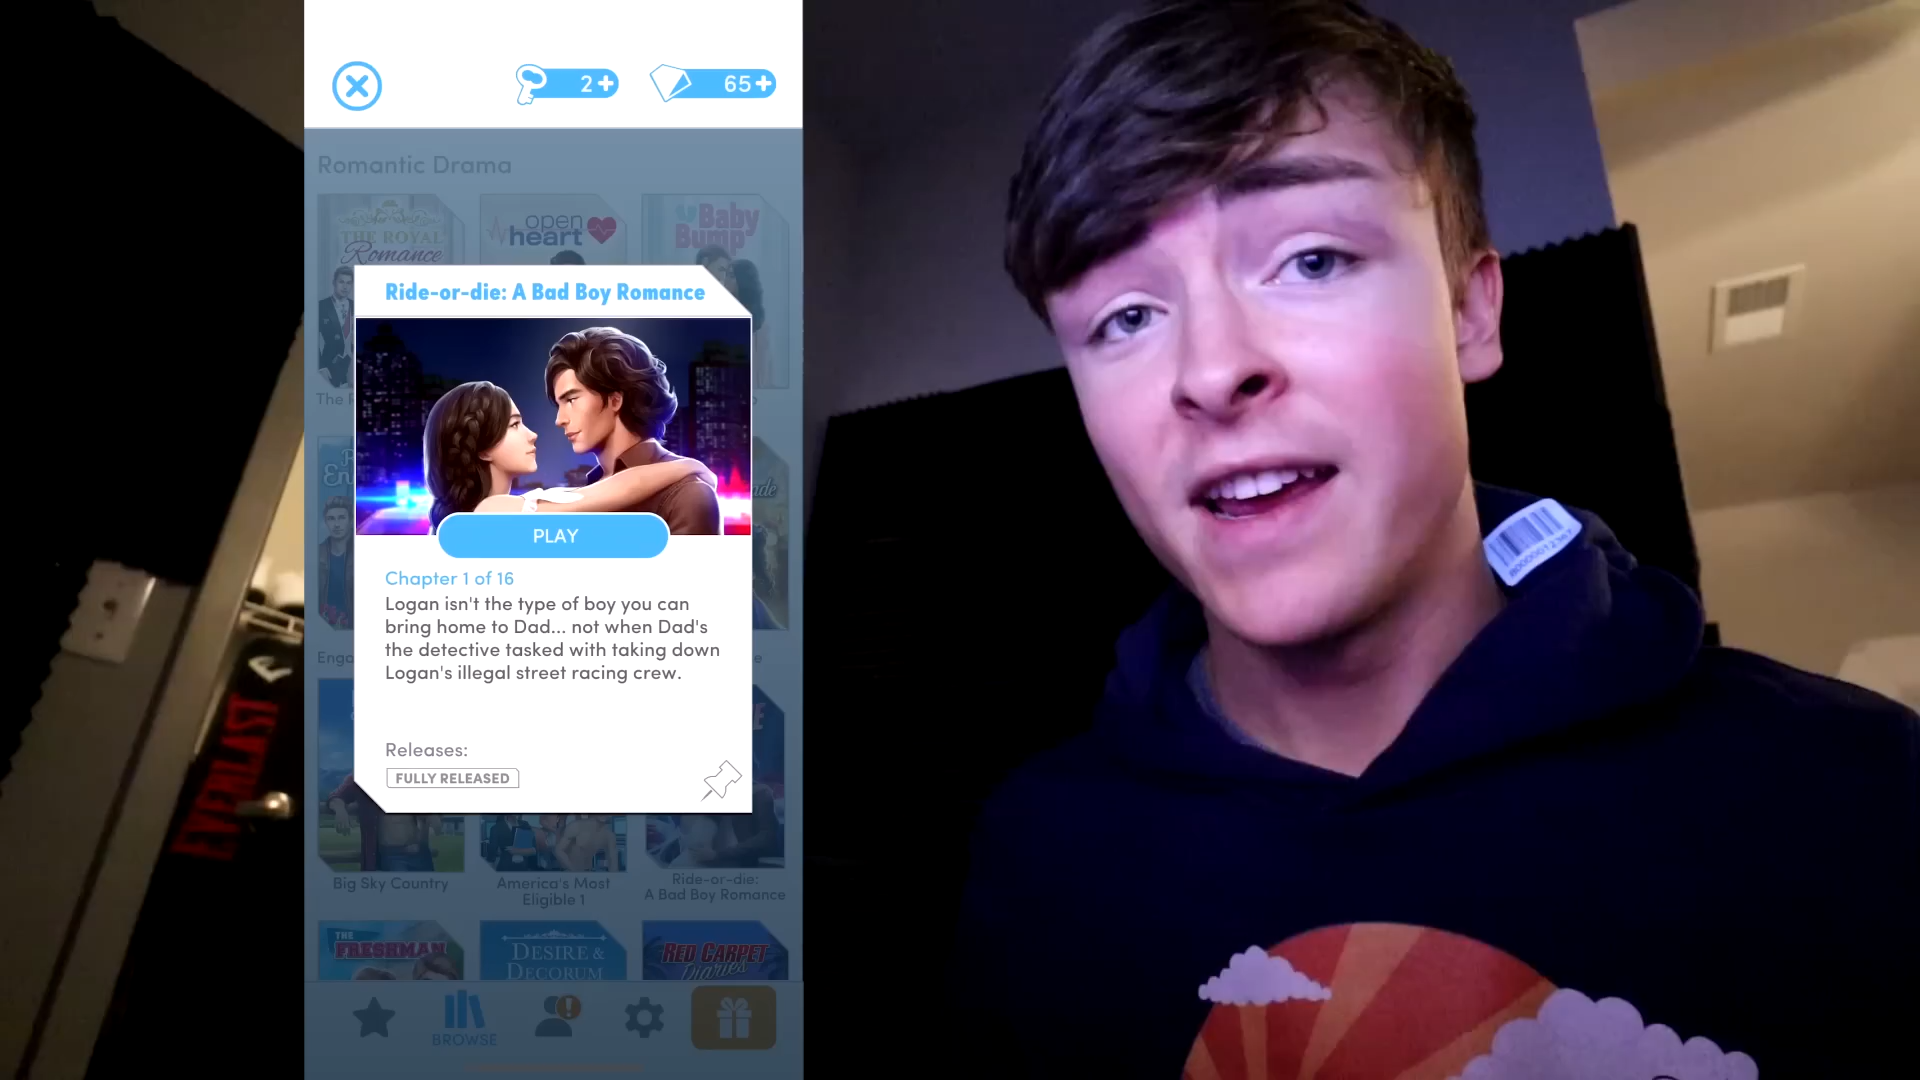 2+
65+
Romantic Drama
THE ROYAL
Romance
open
heart
Baby
Bump
Ride-or-die: A Bad Boy Romance
PLAY
Chapter 1 of 16
Logan isn't the type of boy you can
bring home to Dad... not when Dad's
the detective tasked with taking down
Logan's illegal street racing crew.
Releases:
FULLY RELEASED
Big Sky Country
America's Most
Eligible 1
Ride-or-die:
A Bad Boy Romance
THE
FRESHMAN
DESIRE &
DECORUM
RED CARPET
Diaries
BROWSE
EVERLAST